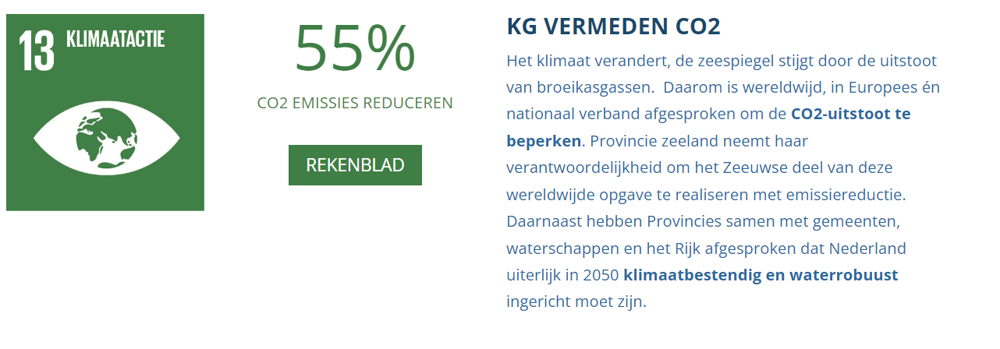 13 KLIMAATACTIE
55%
CO2 EMISSIES REDUCEREN
REKENBLAD
KG VERMEDEN CO2
Het klimaat verandert, de zeespiegel stijgt door de uitstoot
van broeikasgassen.  Daarom is wereldwijd, in Europees én
nationaal verband afgesproken om de CO2-uitstoot te
beperken. Provincie zeeland neemt haar
verantwoordelijkheid om het Zeeuwse deel van deze
wereldwijde opgave te realiseren met emissiereductie.
Daarnaast hebben Provincies samen met gemeenten,
waterschappen en het Rijk afgesproken dat Nederland
uiterlijk in 2050 klimaatbestendig en waterrobuust
ingericht moet zijn.